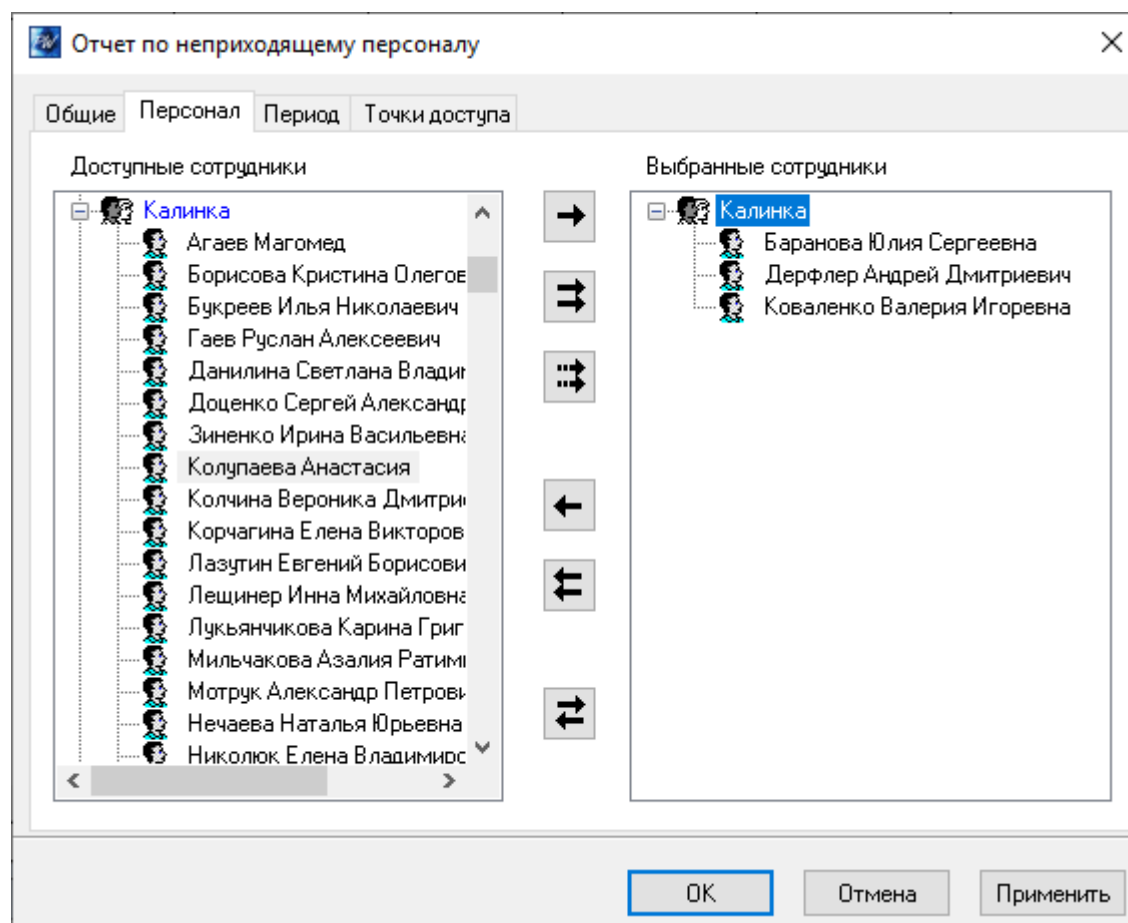 Отчет по неприходящему персоналу
Общие Персонал Период Точки доступа
Доступные сотрудники
Калинка
Агаев Магомед
Борисова Кристина Олегов
Букреев Илья Николаевич
Гаев Руслан Алексеевич
Данилина Светлана Влади
Доценко Сергей Александр
Зиненко Ирина Васильевна
Колупаева Анастасия
Колчина Вероника Дмитри
Корчагина Елена Викторов
Лазутин Евгений Борисови
Лещинер Инна Михайловна
Лукьянчикова Карина Григ
Мильчакова Азалия Ратим
Мотрук Александр Петрови
Нечаева Наталья Юрьевна
Николюк Елена Владимиро
Выбранные сотрудники
Калинка
Баранова Юлия Сергеевна
Дерфлер Андрей Дмитриевич
Коваленко Валерия Игоревна
OK Отмена Применить